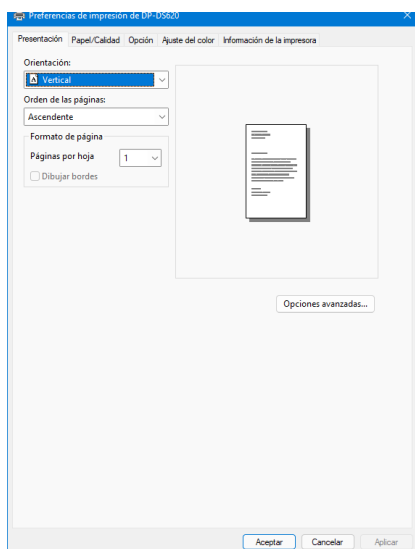 Preferencias de impresión de DP-DS620
Presentación Papel/Calidad Opción Ajuste del color Información de la impresora
Orientación:
A Vertical
Orden de las páginas:
Ascendente
Formato de página
Páginas por hoja 1
Dibujar bordes
Opciones avanzadas...
Aceptar Cancelar Aplicar